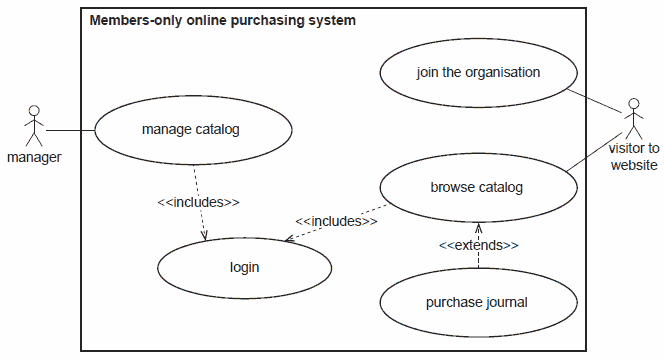 Members-only online purchasing system
join the organisation
manage catalog
manager
visitor to
website
browse catalog
<<includes>>
<<includes>>
<<extends>>
login
purchase journal